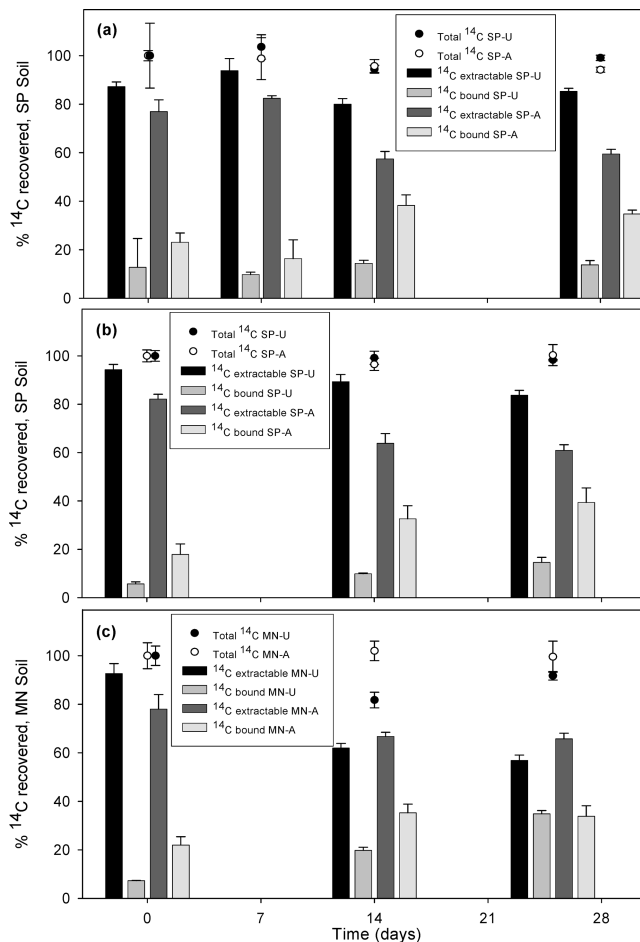 (a)
Total 14C SP-U
Total 14C SP-A
14C extractable SP-U
14C bound SP-U
14C extractable SP-A
14C bound SP-A
% 14C recovered, SP Soil
100
80
60
40
20
0
(b)
Total 14C SP-U
Total 14C SP-A
14C extractable SP-U
14C bound SP-U
14C extractable SP-A
14C bound SP-A
% 14C recovered, SP Soil
100
80
60
40
20
0
(c)
Total 14C MN-U
Total 14C MN-A
14C extractable MN-U
14C bound MN-U
14C extractable MN-A
14C bound MN-A
% 14C recovered, MN Soil
100
80
60
40
20
0
0 7 14 21 28
Time (days)